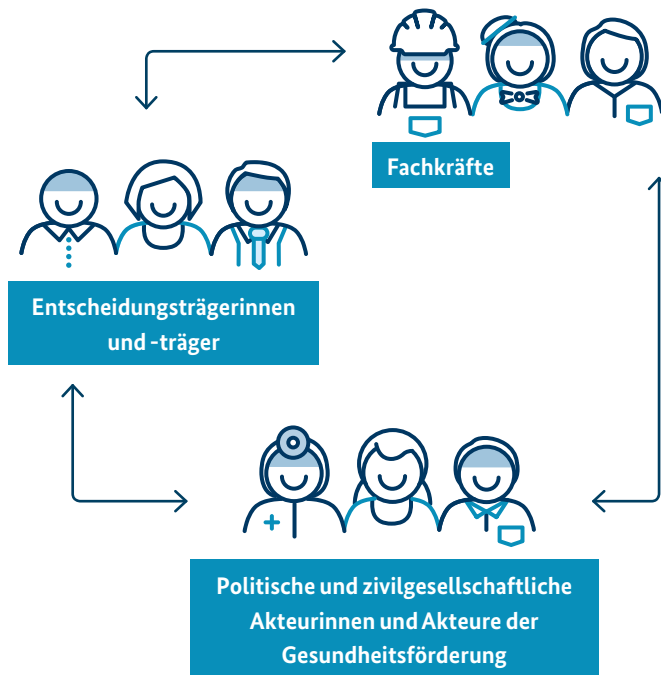 Fachkräfte
Entscheidungsträgerinnen
und -träger
Politische und zivilgesellschaftliche
Akteurinnen und Akteure der
Gesundheitsförderung